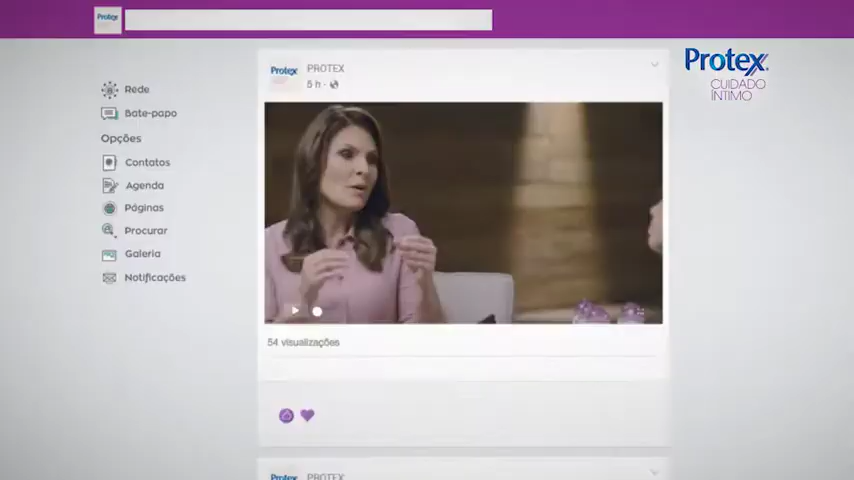 Protex
PROTEX
5 h ·
Protex
CUIDADO
ÍNTIMO
Rede
Bate-papo
Opções
Contatos
Agenda
Páginas
Procurar
Galeria
Notificações
Protex
54 visualizações
Protex
PROTEX